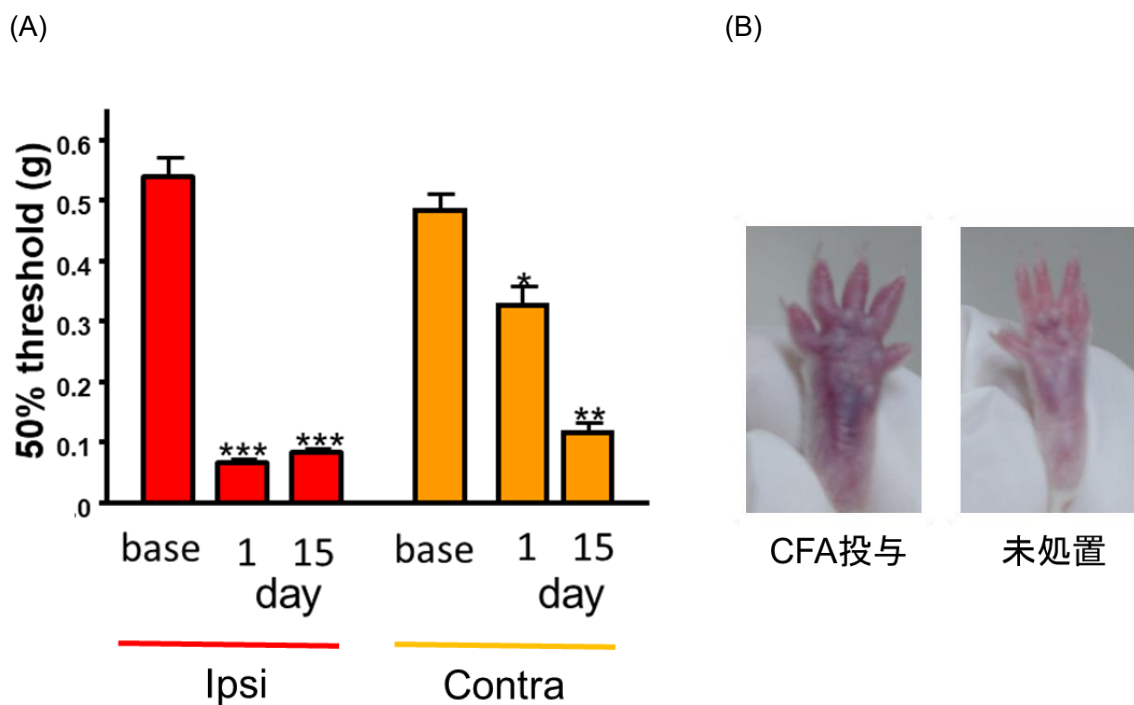 (A)
(B)
50% threshold (g)
0.6
0.5
0.4
0.3
0.2
0.1
.0
***
***
*
**
base 1 15
day
base 1 15
day
Ipsi
Contra
CFA投与
未処置